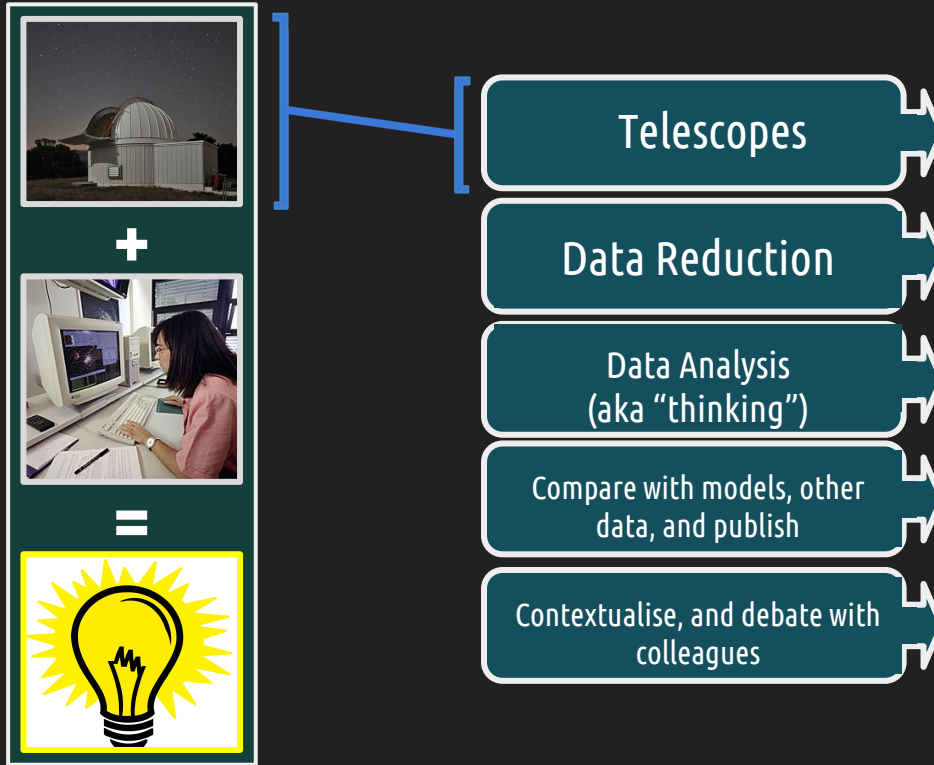 +
=
Telescopes
Data Reduction
Data Analysis
(aka “thinking”)
Compare with models, other
data, and publish
Contextualise, and debate with
colleagues